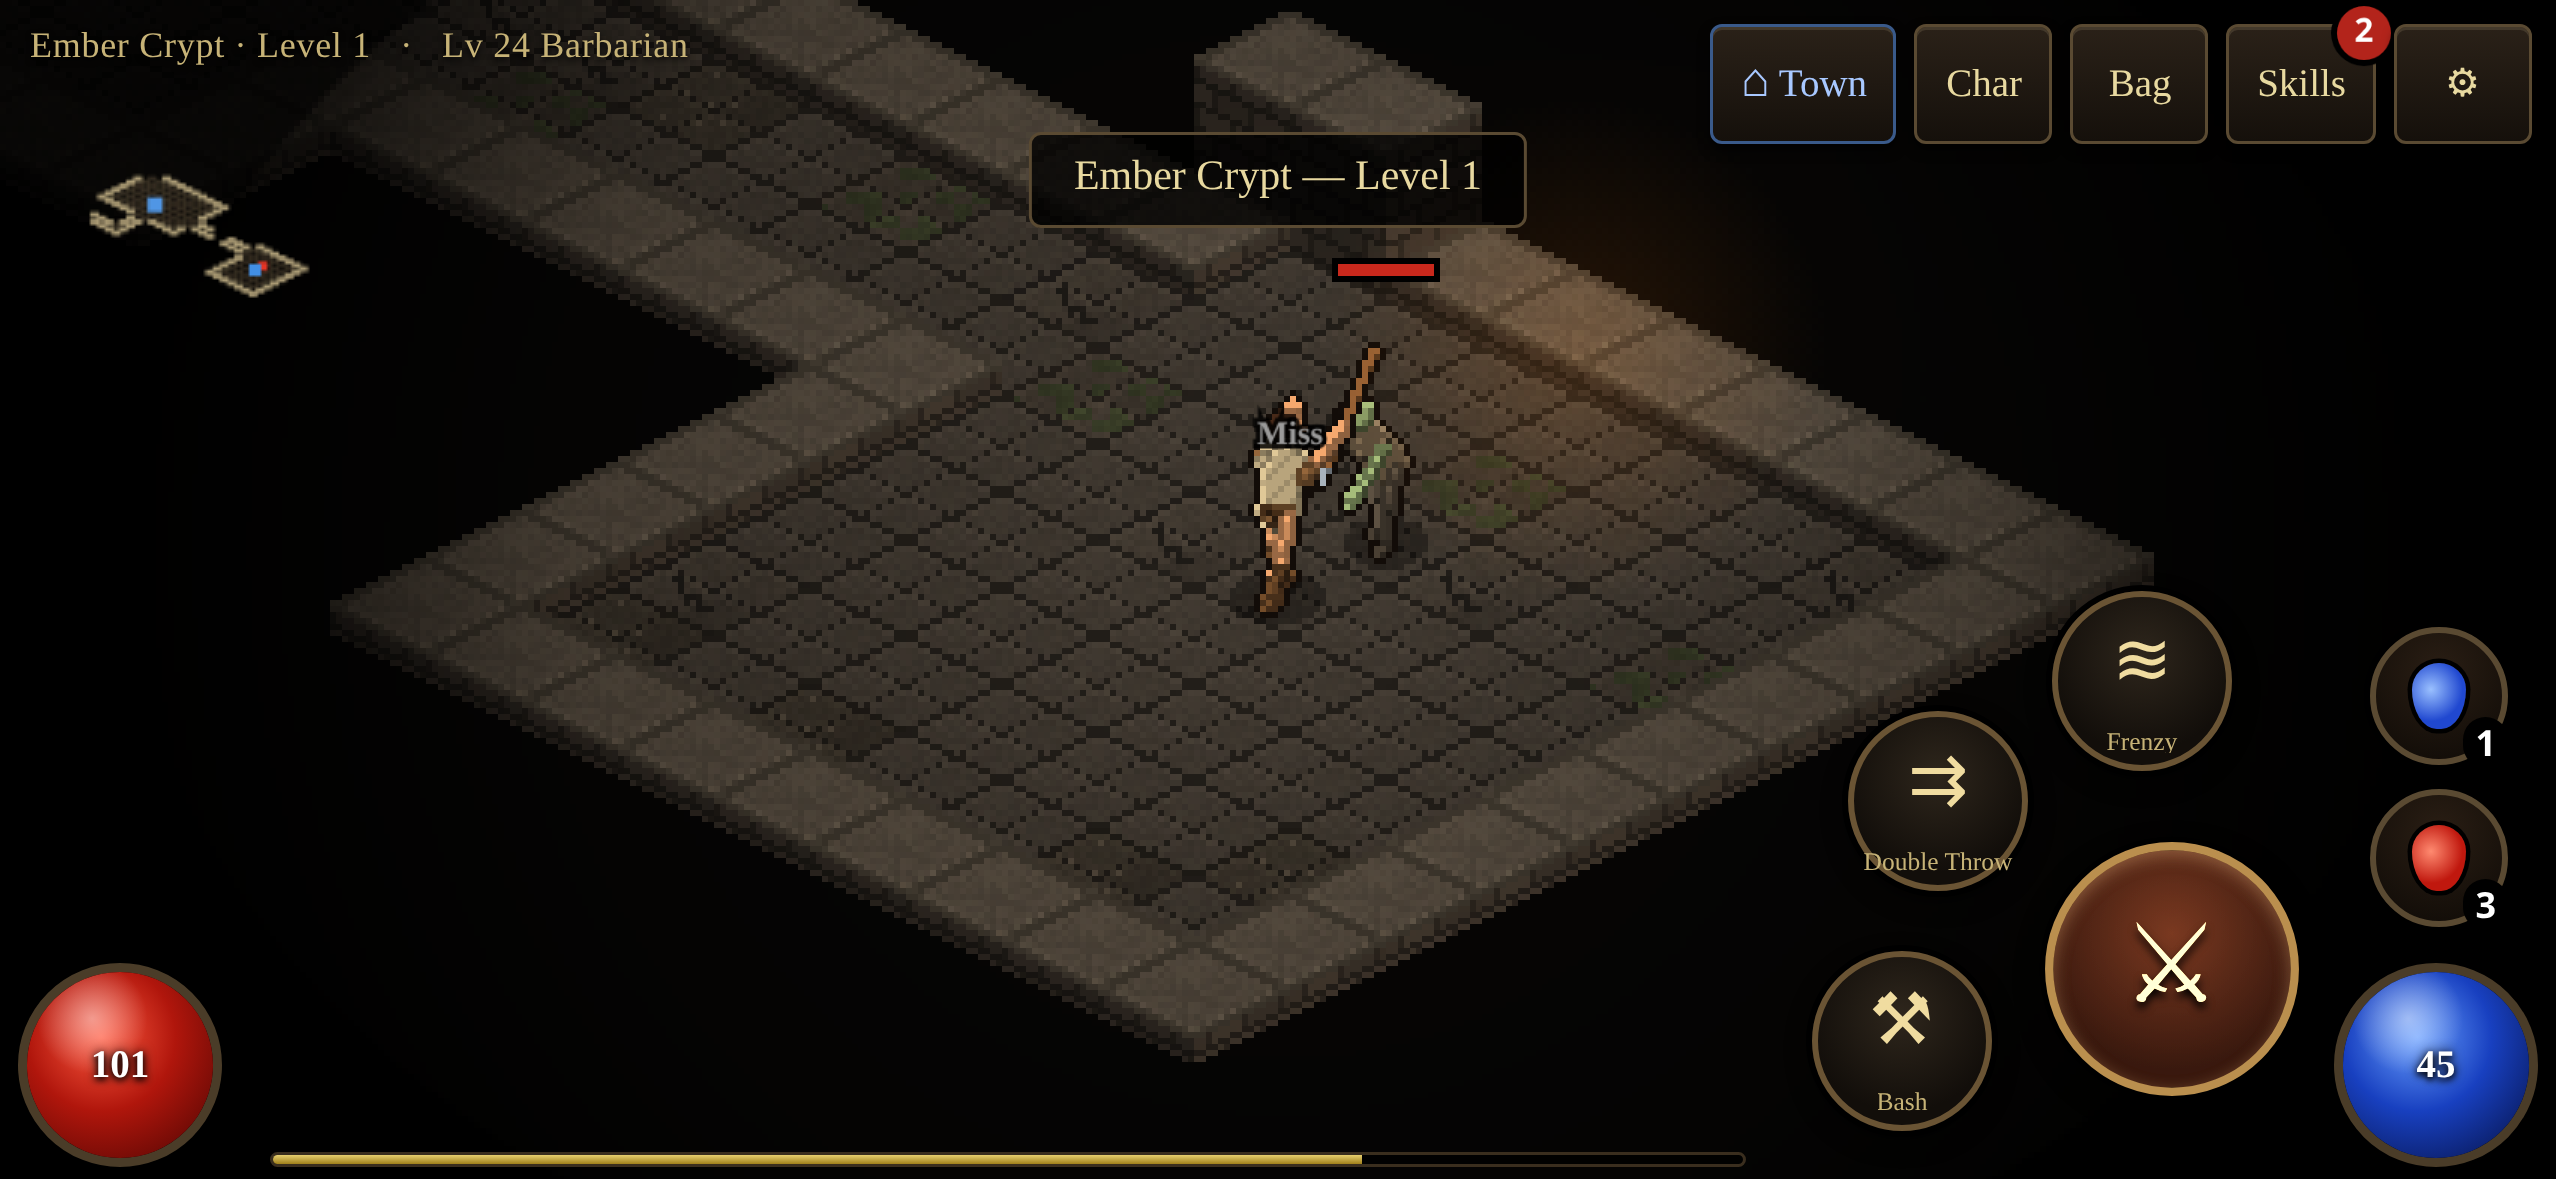 Ember Crypt · Level 1 · Lv 24 Barbarian
⌂ Town
Char
Bag
Skills
2
Ember Crypt — Level 1
Miss
Frenzy
1
Double Throw
3
Bash
101
45